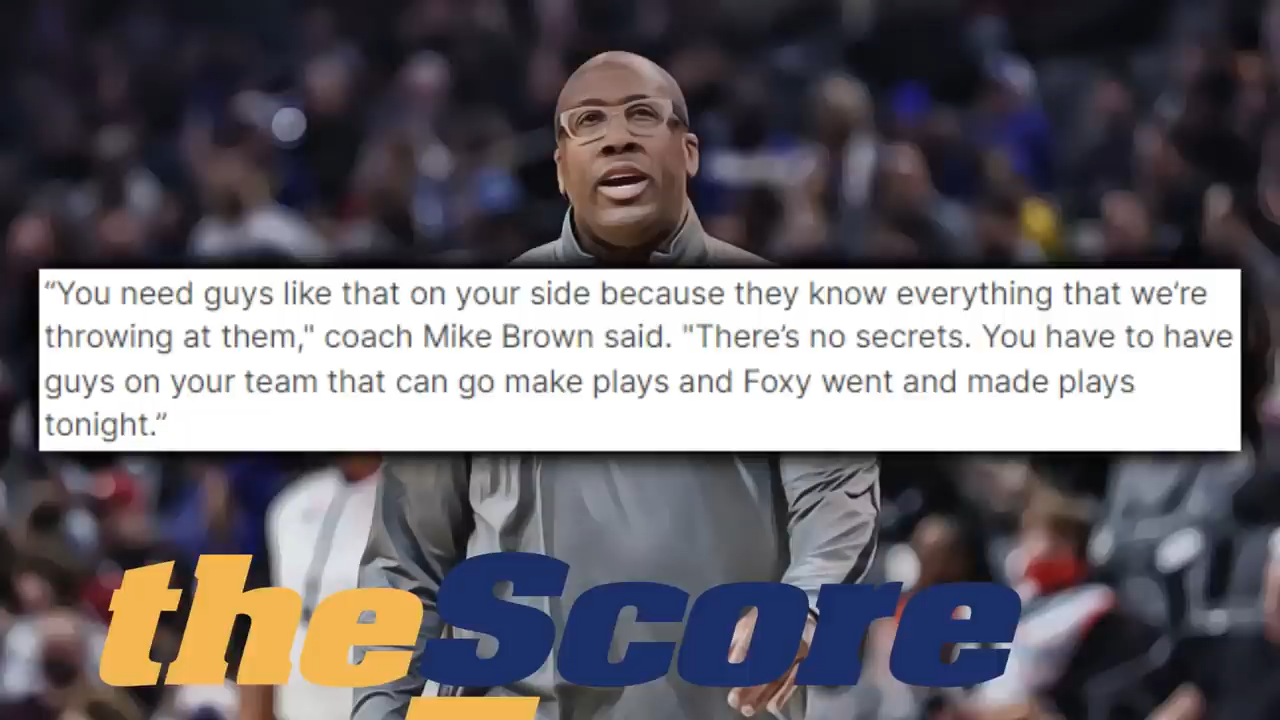 “You need guys like that on your side because they know everything that we’re
throwing at them," coach Mike Brown said. "There’s no secrets. You have to have
guys on your team that can go make plays and Foxy went and made plays
tonight.”
theScore